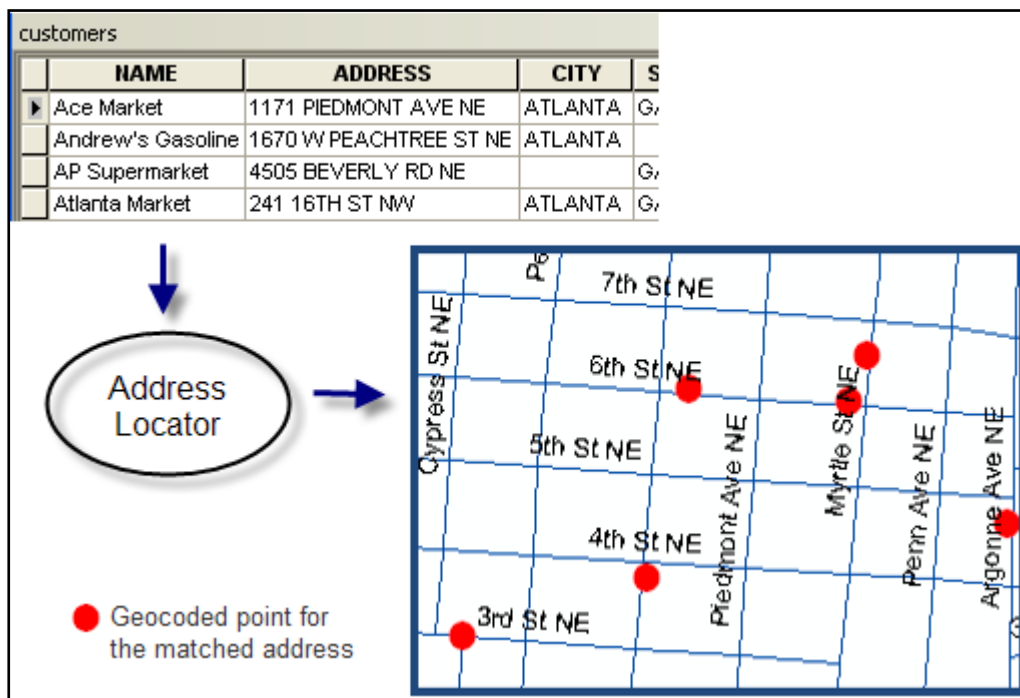 customers
NAME ADDRESS CITY
Ace Market 1171 PIEDMONT AVE NE ATLANTA
Andrew's Gasoline 1670 W PEACHTREE ST NE ATLANTA
AP Supermarket 4505 BEVERLY RD NE
Atlanta Market 241 16TH ST NW ATLANTA
Address
Locator
7th St NE
6th St NE
5th St NE
4th St NE
3rd St NE
Cypress St NE
Piedmont Ave NE
Myrtle St NE
Penn Ave NE
Argonne Ave NE
Geocoded point for
the matched address